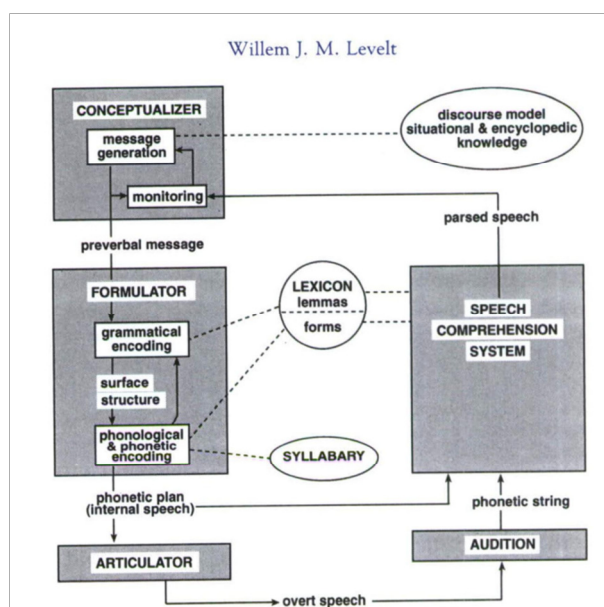 Willem J. M. Levelt
CONCEPTUALIZER
message
generation
monitoring
discourse model
situational & encyclopedic
knowledge
parsed speech
preverbal message
FORMULATOR
grammatical
encoding
surface
structure
phonological
& phonetic
encoding
LEXICON
lemmas
forms
SPEECH
COMPREHENSION
SYSTEM
SYLLABARY
phonetic plan
(internal speech)
phonetic string
ARTICULATOR
AUDITION
overt speech